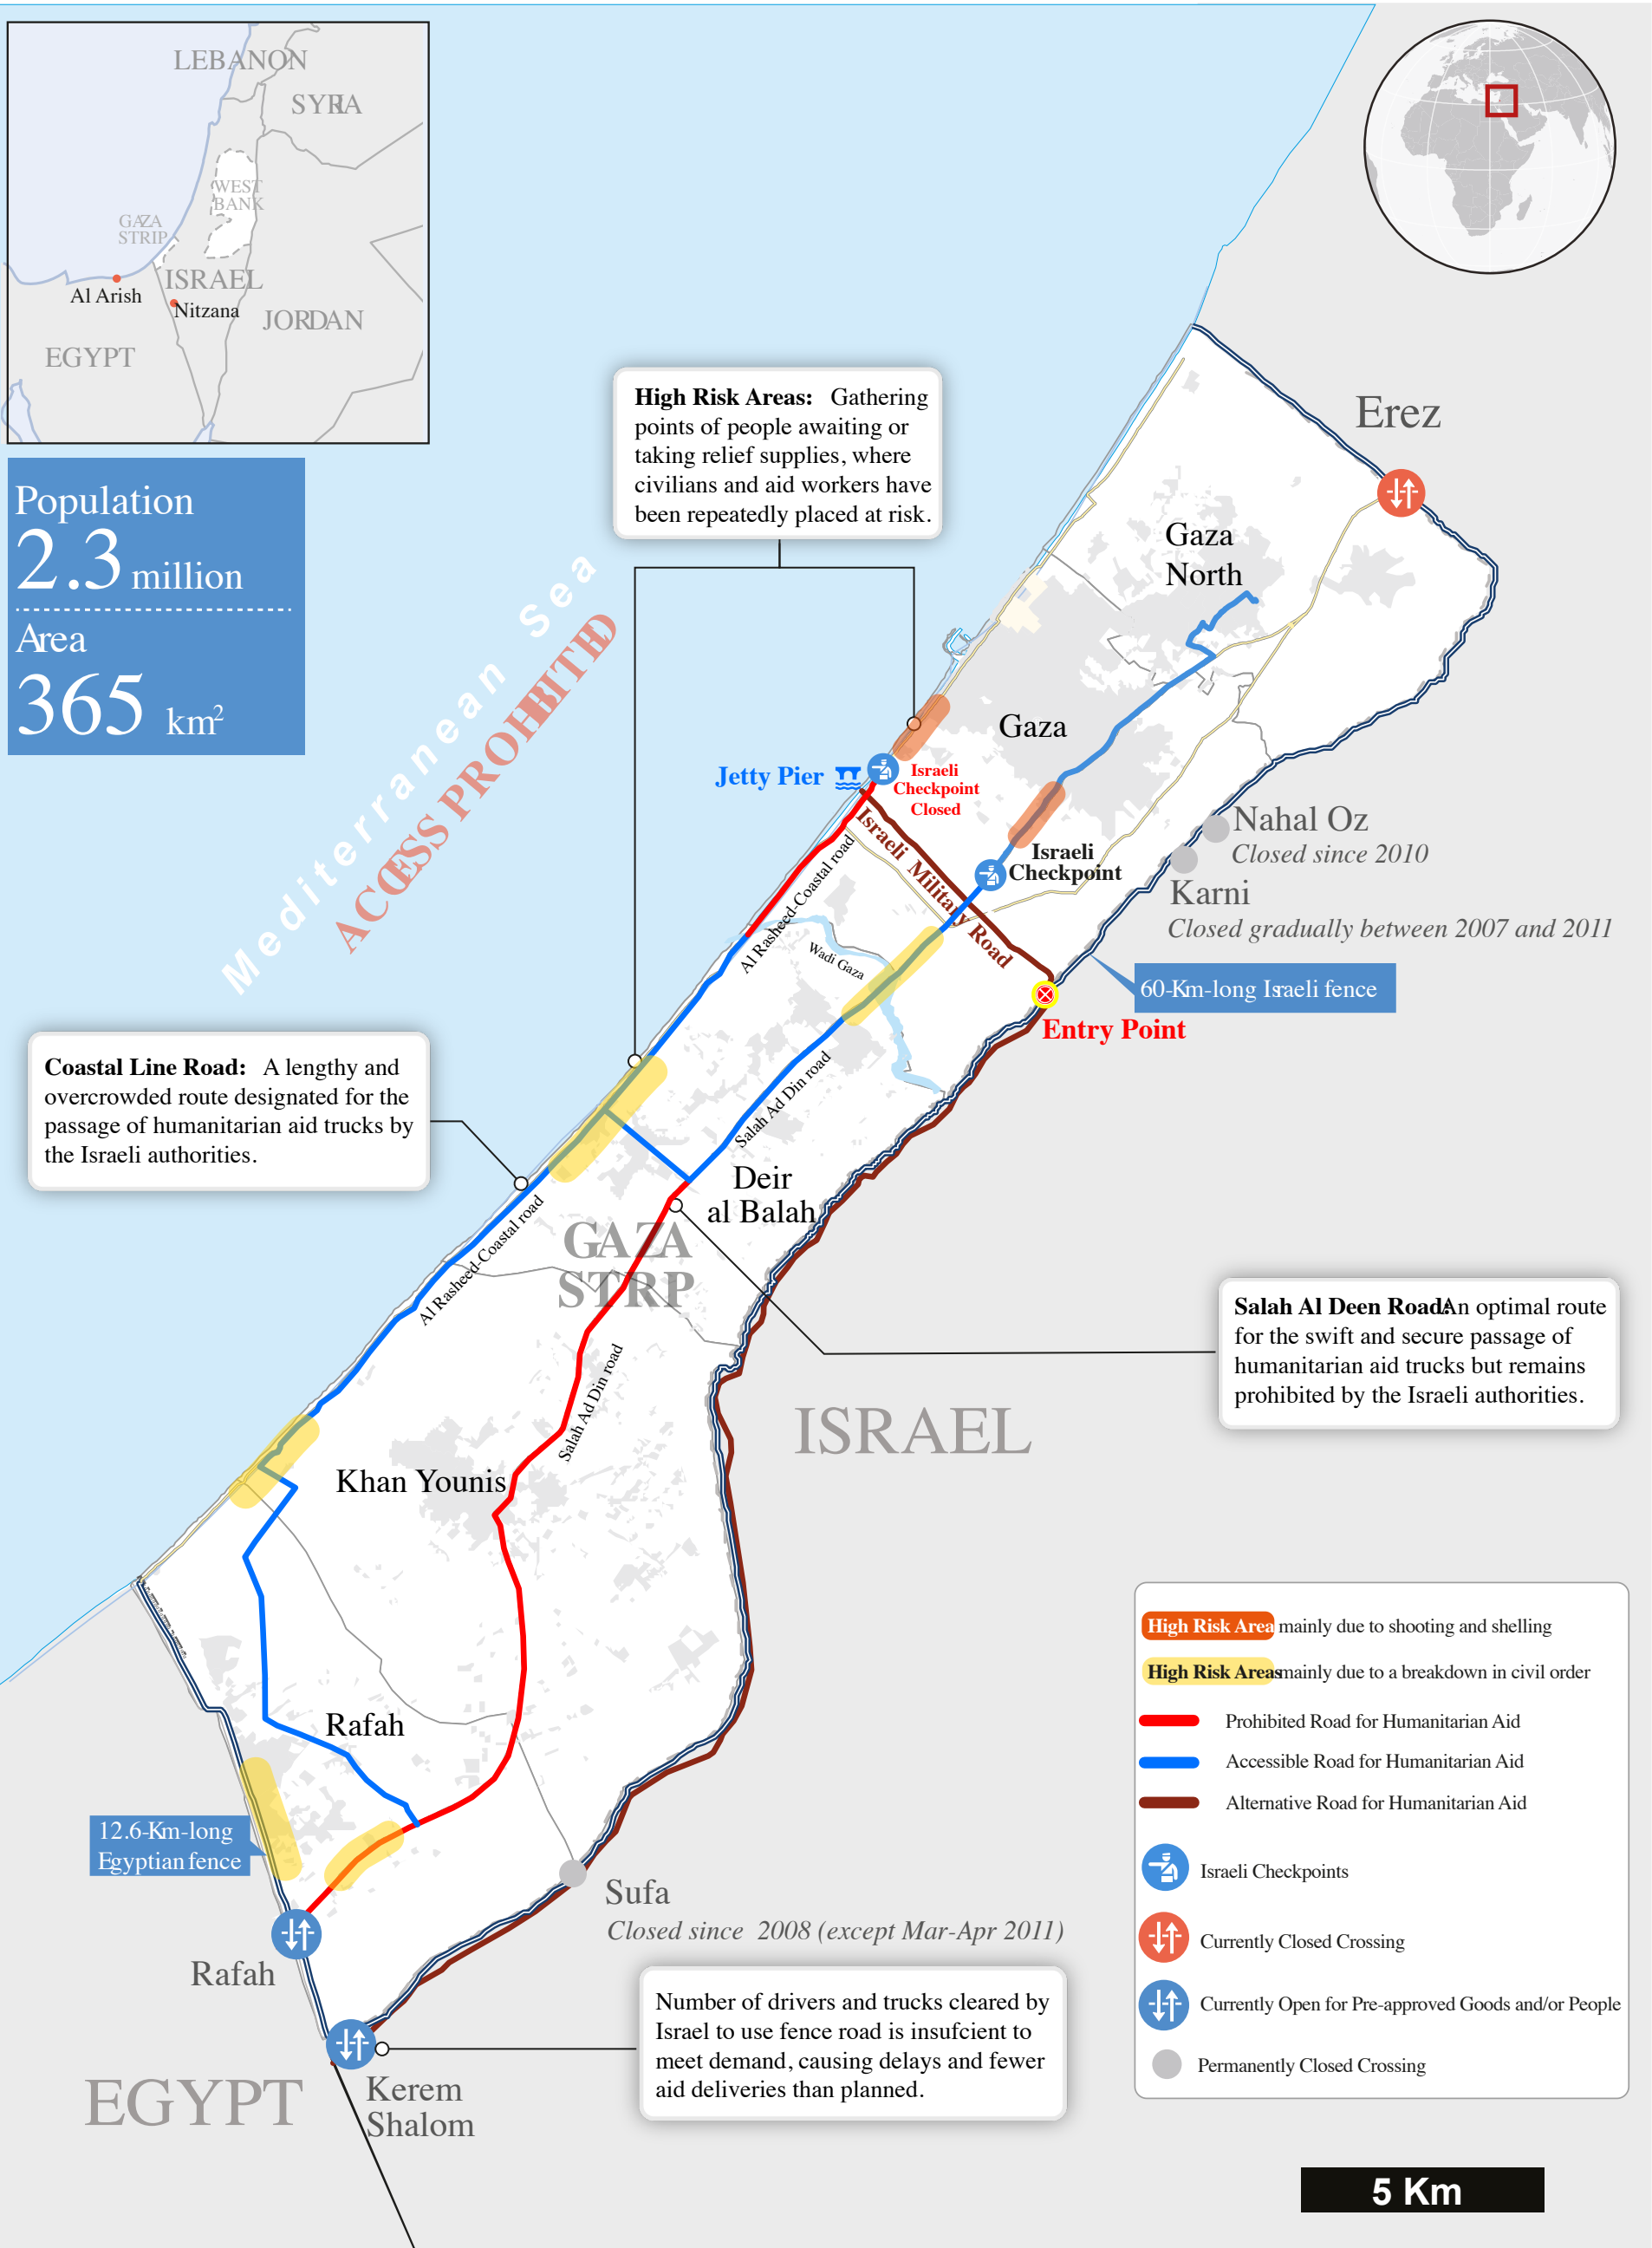 LEBANON
SYRIA
WEST
BANK
GAZA
STRIP
ISRAEL
Al Arish
Nitzana
JORDAN
EGYPT
Population
2.3 million
Area
365 km²
Mediterranean Sea
ACCESS PROHIBITED
High Risk Areas: Gathering
points of people awaiting or
taking relief supplies, where
civilians and aid workers have
been repeatedly placed at risk.
Erez
Gaza
North
Gaza
Jetty Pier
Israeli
Checkpoint
Closed
Israeli Military Road
Israeli
Checkpoint
Nahal Oz
Closed since 2010
Karni
Closed gradually between 2007 and 2011
60-Km-long Israeli fence
Entry Point
Al Rasheed-Coastal road
Wadi Gaza
Salah Ad Din road
Coastal Line Road: A lengthy and
overcrowded route designated for the
passage of humanitarian aid trucks by
the Israeli authorities.
Deir
al Balah
GAZA
STRP
Al Rasheed-Coastal road
Salah Al Deen Road: An optimal route
for the swift and secure passage of
humanitarian aid trucks but remains
prohibited by the Israeli authorities.
Salah Ad Din road
ISRAEL
Khan Younis
Rafah
12.6-Km-long
Egyptian fence
Sufa
Closed since 2008 (except Mar-Apr 2011)
Rafah
Number of drivers and trucks cleared by
Israel to use fence road is insufcient to
meet demand, causing delays and fewer
aid deliveries than planned.
Kerem
Shalom
EGYPT
High Risk Area mainly due to shooting and shelling
High Risk Areas mainly due to a breakdown in civil order
Prohibited Road for Humanitarian Aid
Accessible Road for Humanitarian Aid
Alternative Road for Humanitarian Aid
Israeli Checkpoints
Currently Closed Crossing
Currently Open for Pre-approved Goods and/or People
Permanently Closed Crossing
5 Km